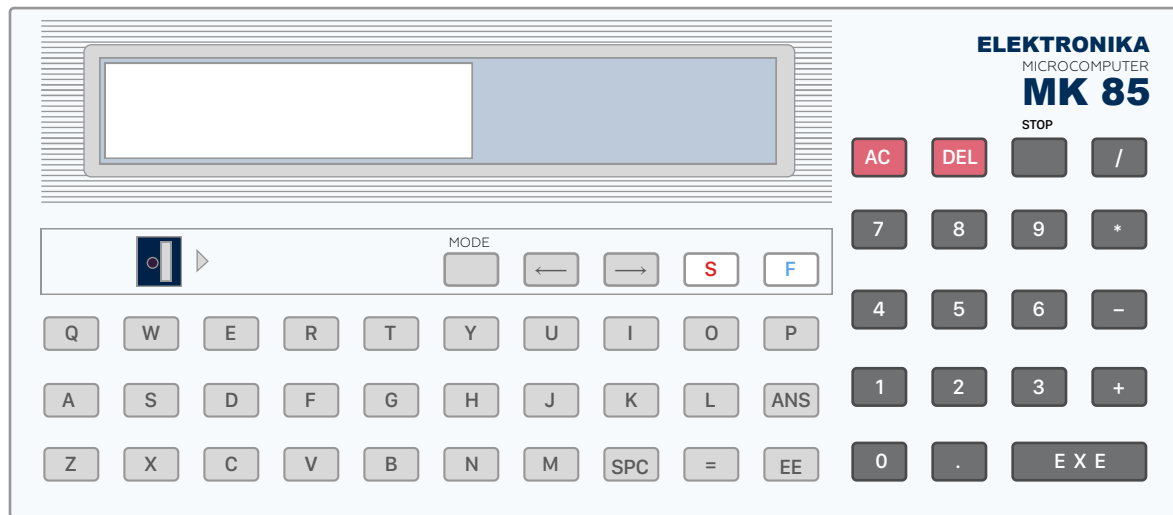 ELEKTRONIKA
MICROCOMPUTER
MK 85
STOP
AC DEL /
7 8 9 *
MODE
← → S F
4 5 6 –
Q W E R T Y U I O P
1 2 3 +
A S D F G H J K L ANS
Z X C V B N M SPC = EE
0 . EXE